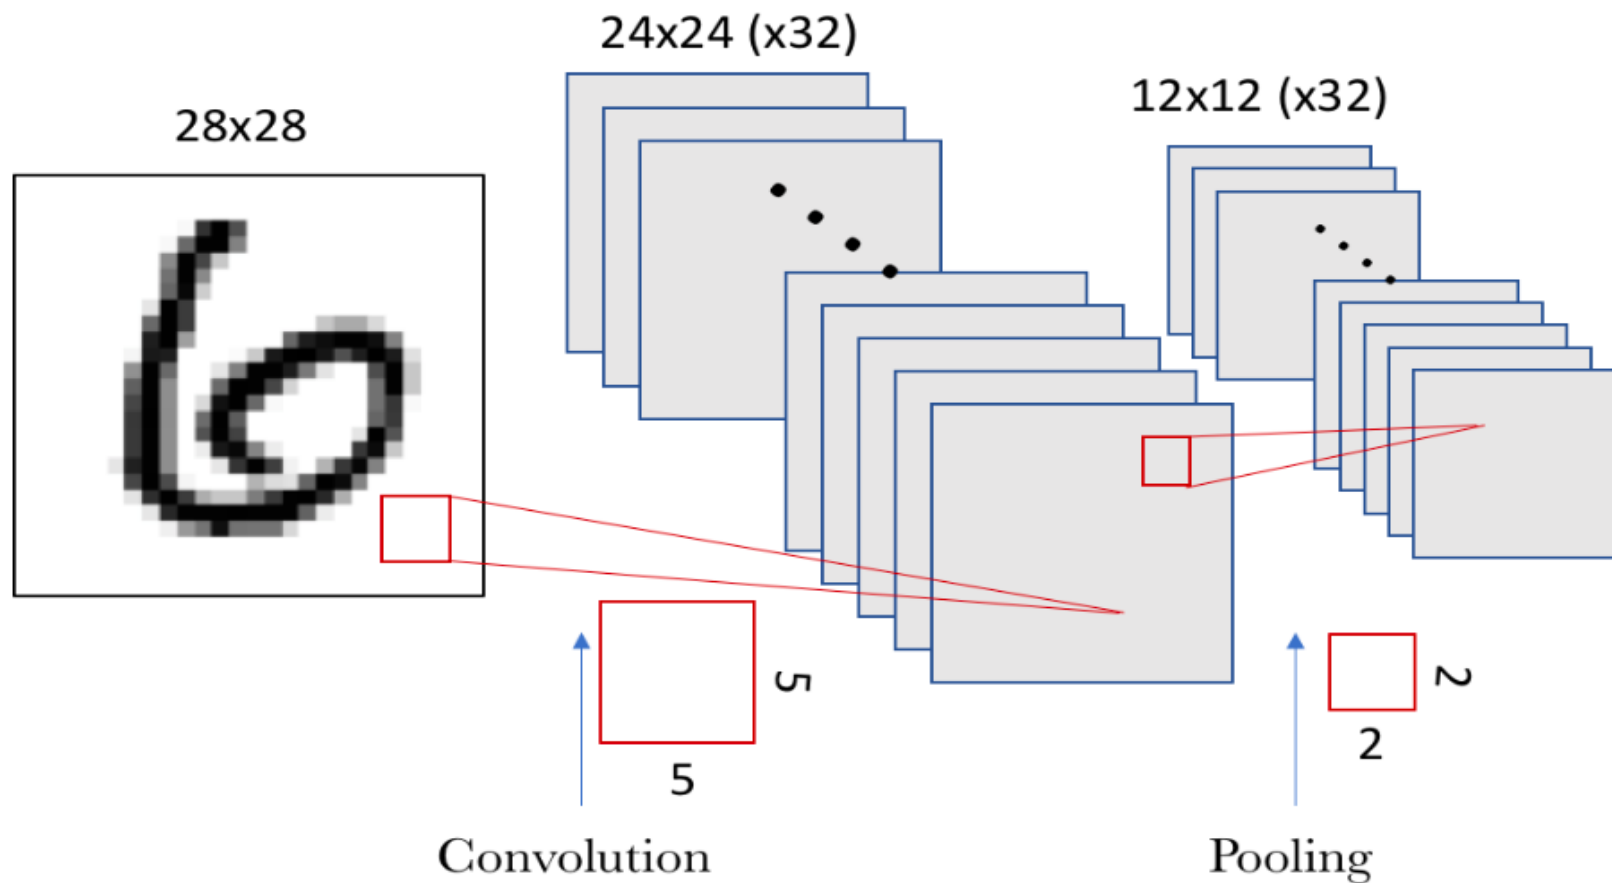 28x28
24x24 (x32)
12x12 (x32)
5
5
2
2
Convolution
Pooling